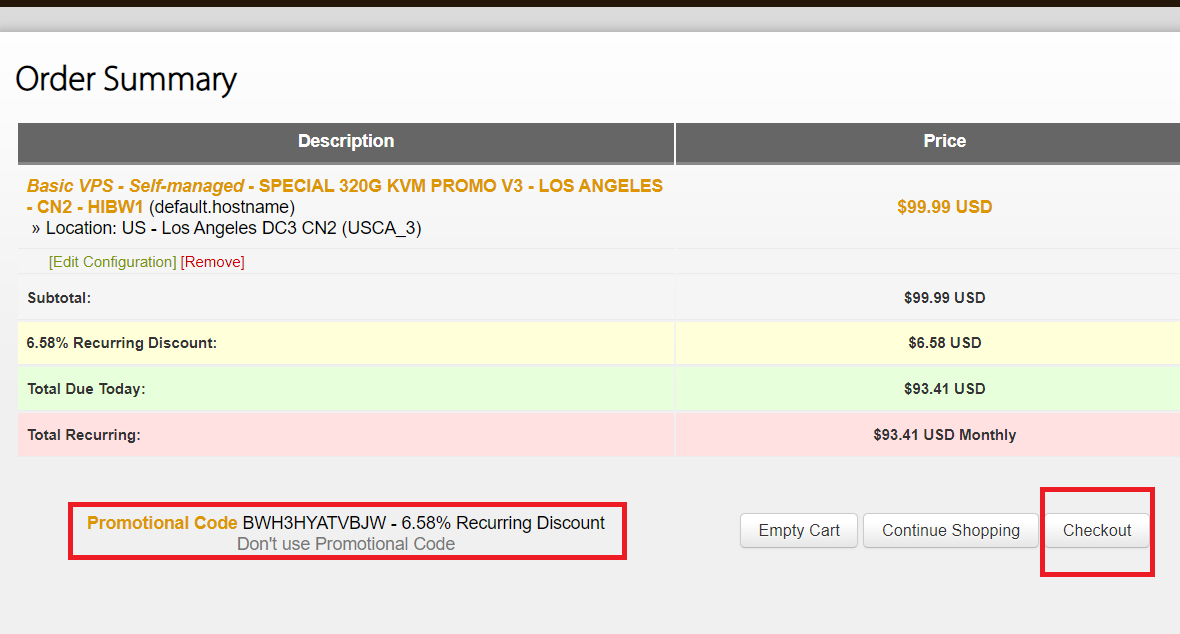 Order Summary
Description
Price
Basic VPS - Self-managed - SPECIAL 320G KVM PROMO V3 - LOS ANGELES
- CN2 - HIBW1 (default.hostname)
$99.99 USD
» Location: US - Los Angeles DC3 CN2 (USCA_3)
[Edit Configuration] [Remove]
Subtotal:
$99.99 USD
6.58% Recurring Discount:
$6.58 USD
Total Due Today:
$93.41 USD
Total Recurring:
$93.41 USD Monthly
Promotional Code BWH3HYATVBJW - 6.58% Recurring Discount
Don't use Promotional Code
Empty Cart
Continue Shopping
Checkout